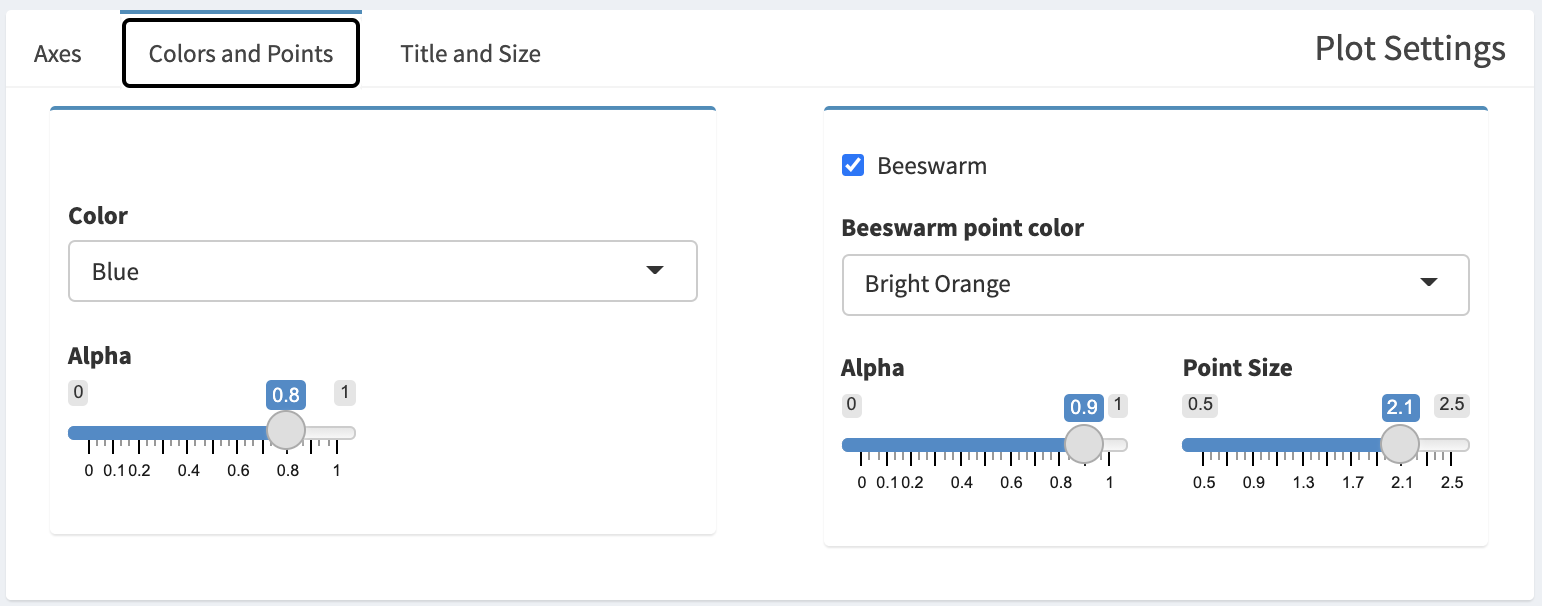 Axes
Colors and Points
Title and Size
Plot Settings
Color
Blue
Alpha
0 0.8 1
0 0.1 0.2 0.4 0.6 0.8 1
Beeswarm
Beeswarm point color
Bright Orange
Alpha
0 0.9 1
0 0.1 0.2 0.4 0.6 0.8 1
Point Size
0.5 2.1 2.5
0.5 0.9 1.3 1.7 2.1 2.5